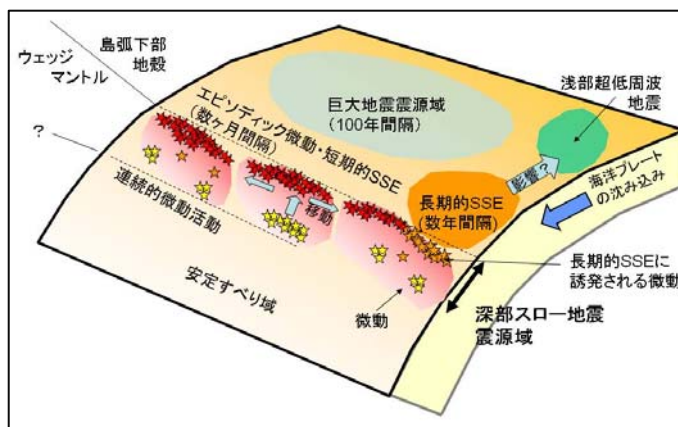 島弧下部
地殻
ウェッジ
マントル
?
エピソディック微動・短期的SSE
(数ヶ月間隔)
連続的微動活動
移動
安定すべり域
微動
巨大地震震源域
(100年間隔)
長期的SSE
(数年間隔)
影響?
浅部超低周波
地震
海洋プレート
の沈み込み
長期的SSEに
誘発される微動
深部スロー地震
震源域